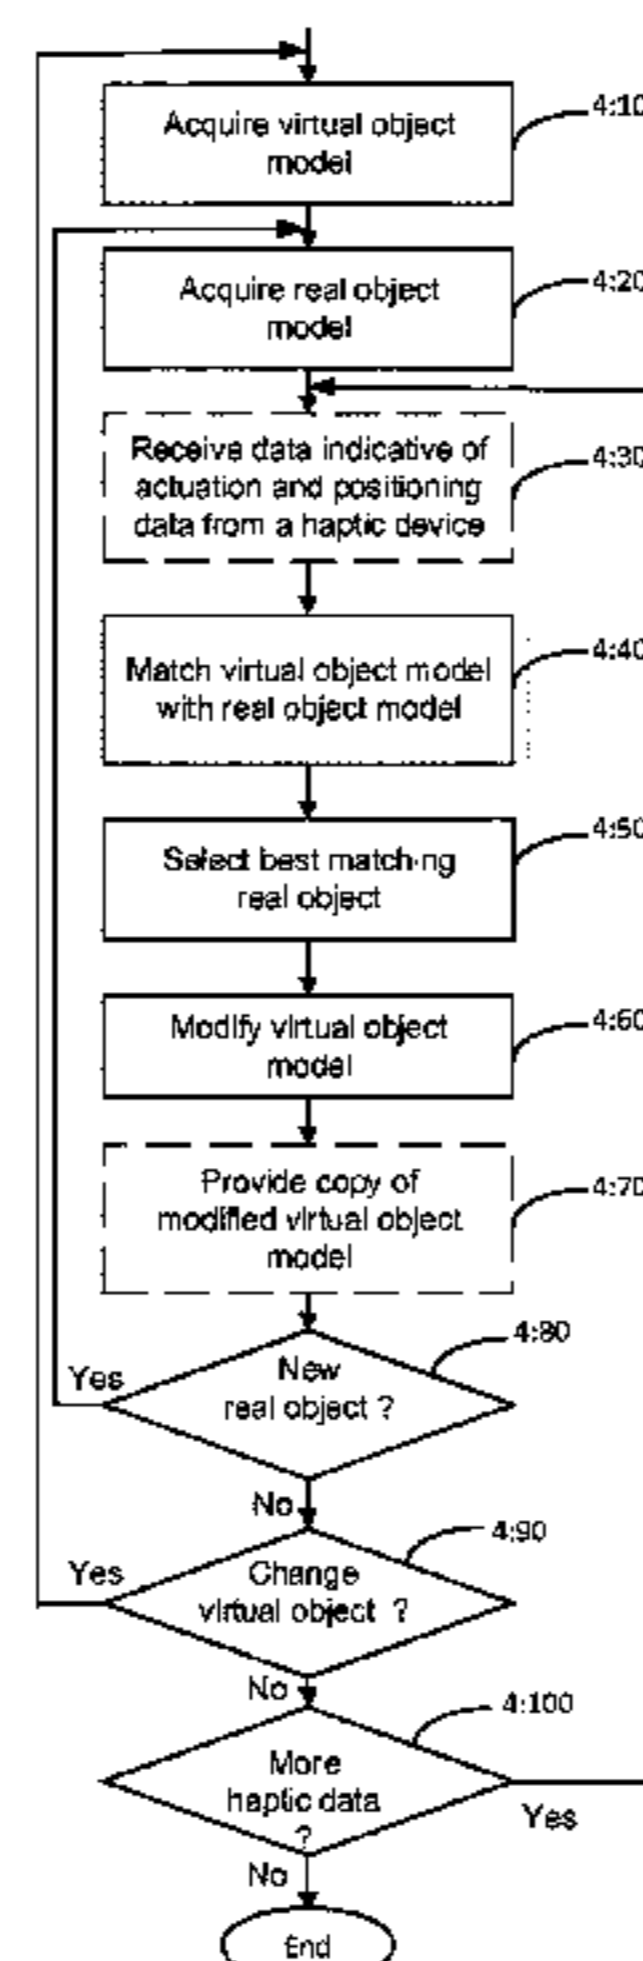 Acquire virtual object
model
4:10
Acquire real object
model
4:20
Receive data indicative of
actuation and positioning
data from a haptic device
4:30
Match virtual object model
with real object model
4:40
Select best matching
real object
4:50
Modify virtual object
model
4:60
Provide copy of
modified virtual object
model
4:70
4:80
New
real object ?
Yes
No
4:90
Change
virtual object ?
Yes
No
4:100
More
haptic data
?
Yes
No
End